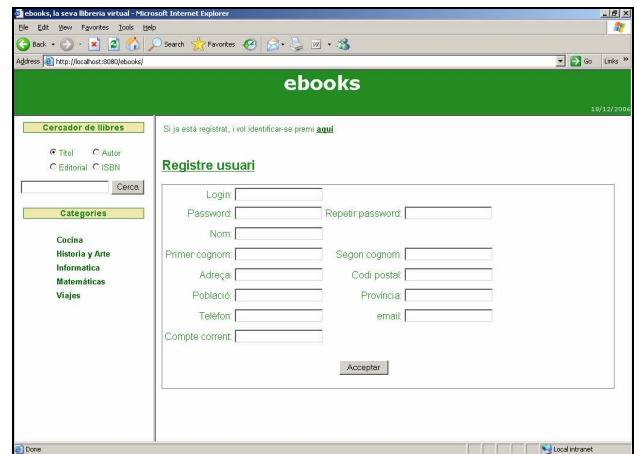 ebooks, la seva llibreria virtual - Microsoft Internet Explorer
File Edit View Favorites Tools Help
Back Search Favorites
Address http://localhost:8080/ebooks/ Go Links »
ebooks
18/12/2006
Cercador de llibres
Títol Autor
Editorial ISBN
Cerca
Categories
Cocina
Historia y Arte
Informatica
Matemáticas
Viajes
Si ja està registrat, i vol identificar-se premi aquí
Registre usuari
Login:
Password: Repetir password:
Nom:
Primer cognom: Segon cognom:
Adreça: Codi postal:
Població: Província:
Telèfon: email:
Compte corrent:
Acceptar
Done Local intranet